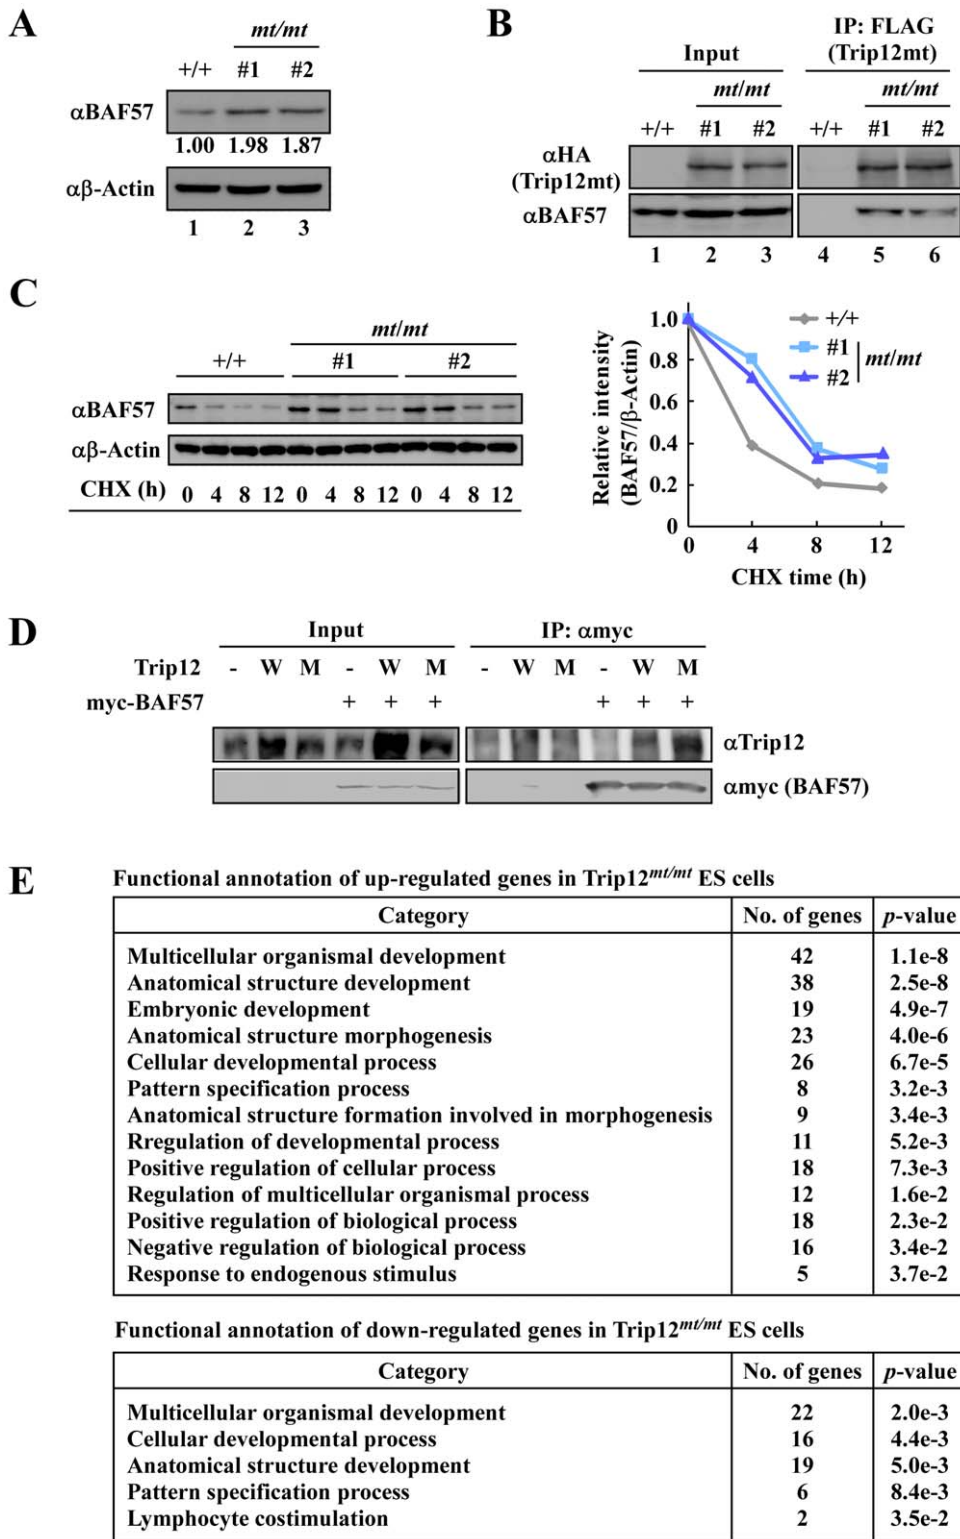 A
mt/mt
+/+ #1 #2
αBAF57
1.00 1.98 1.87
αβ-Actin
1 2 3
B
Input
IP: FLAG
(Trip12mt)
mt/mt mt/mt
+/+ #1 #2 +/+ #1 #2
αHA
(Trip12mt)
αBAF57
1 2 3 4 5 6
C
mt/mt
+/+ #1 #2
αBAF57
αβ-Actin
CHX (h) 0 4 8 12 0 4 8 12 0 4 8 12
Relative intensity
(BAF57/β-Actin)
1.0
0.8
0.6
0.4
0.2
0
0 4 8 12
CHX time (h)
+/+
#1
#2
mt/mt
D
Input IP: αmyc
Trip12 - W M - W M - W M - W M
myc-BAF57 + + + + + +
αTrip12
αmyc (BAF57)
E
Functional annotation of up-regulated genes in Trip12mt/mt ES cells
Category No. of genes p-value
Multicellular organismal development 42 1.1e-8
Anatomical structure development 38 2.5e-8
Embryonic development 19 4.9e-7
Anatomical structure morphogenesis 23 4.0e-6
Cellular developmental process 26 6.7e-5
Pattern specification process 8 3.2e-3
Anatomical structure formation involved in morphogenesis 9 3.4e-3
Rregulation of developmental process 11 5.2e-3
Positive regulation of cellular process 18 7.3e-3
Regulation of multicellular organismal process 12 1.6e-2
Positive regulation of biological process 18 2.3e-2
Negative regulation of biological process 16 3.4e-2
Response to endogenous stimulus 5 3.7e-2
Functional annotation of down-regulated genes in Trip12mt/mt ES cells
Category No. of genes p-value
Multicellular organismal development 22 2.0e-3
Cellular developmental process 16 4.4e-3
Anatomical structure development 19 5.0e-3
Pattern specification process 6 8.4e-3
Lymphocyte costimulation 2 3.5e-2